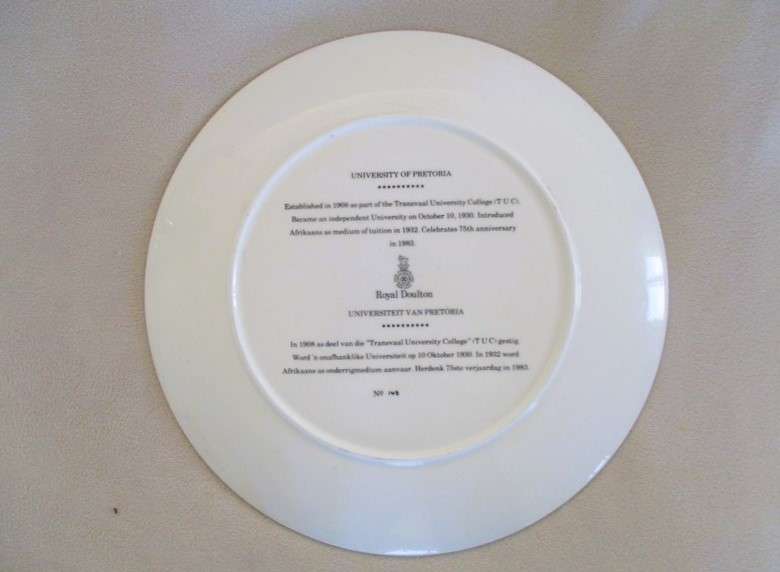 UNIVERSITY OF PRETORIA
**********
Established in 1908 as part of the Transvaal University College (T U C).
Became an independent University on October 10, 1930. Introduced
Afrikaans as medium of tuition in 1932. Celebrates 75th anniversary
in 1983.
Royal Doulton
UNIVERSITEIT VAN PRETORIA
**********
In 1908 as deel van die "Transvaal University College" (T U C) gestig.
Word 'n onafhanklike Universiteit op 10 Oktober 1930. In 1932 word
Afrikaans as onderrigmedium aanvaar. Herdenk 75ste verjaardag in 1983.
No 148